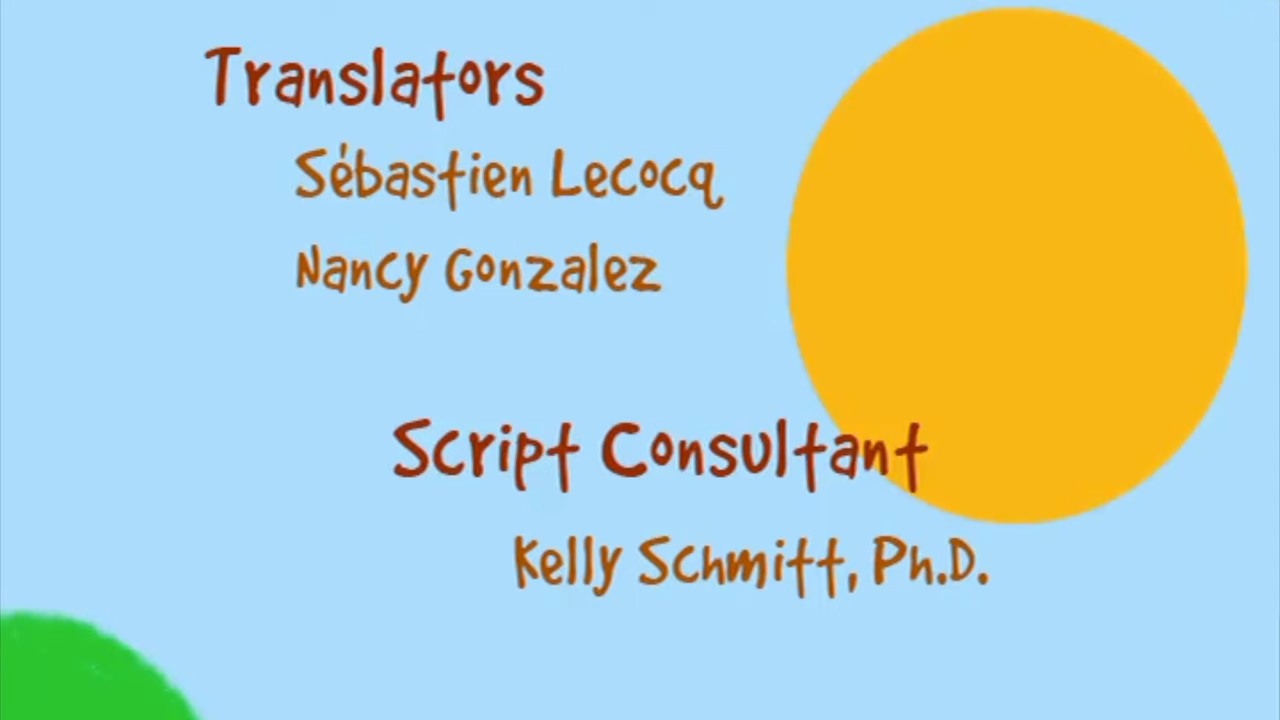 Translators
Sébastien Lecocq
Nancy Gonzalez
Script Consultant
Kelly Schmitt, Ph.D.